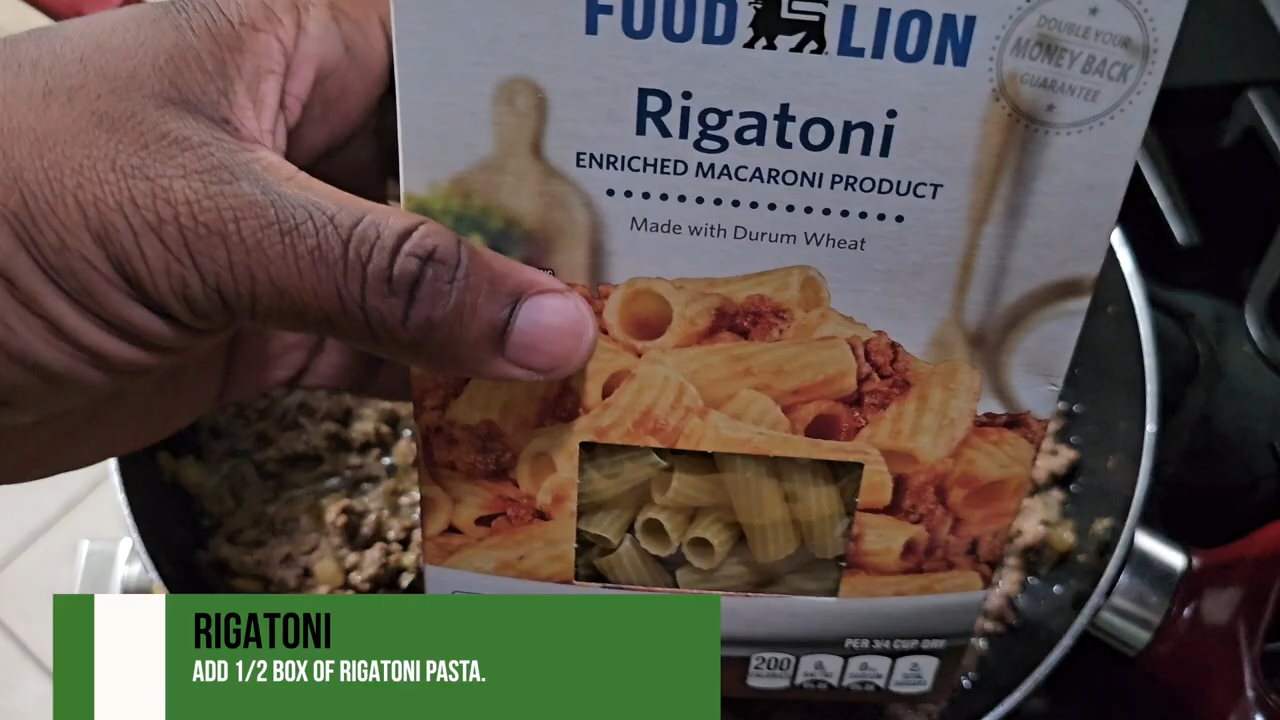 FOOD LION
DOUBLE YOUR
MONEY BACK
GUARANTEE
Rigatoni
ENRICHED MACARONI PRODUCT
Made with Durum Wheat
RIGATONI
ADD 1/2 BOX OF RIGATONI PASTA.
PER 3/4 CUP DRY
200
CALORIES